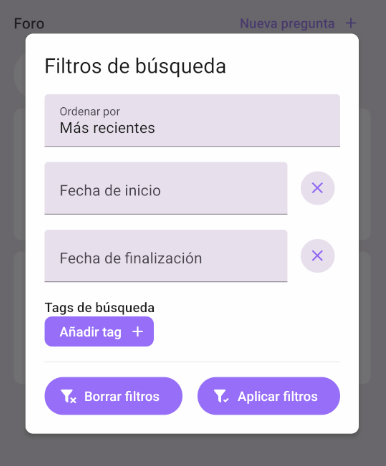 Foro
Nueva pregunta +
Filtros de búsqueda
Ordenar por
Más recientes
Fecha de inicio
Fecha de finalización
Tags de búsqueda
Añadir tag +
Borrar filtros
Aplicar filtros